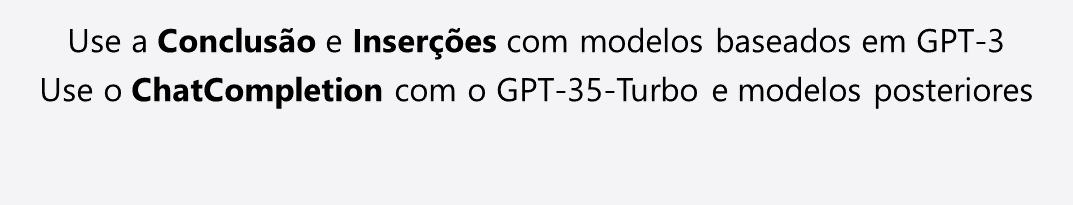 Use a Conclusão e Inserções com modelos baseados em GPT-3
Use o ChatCompletion com o GPT-35-Turbo e modelos posteriores